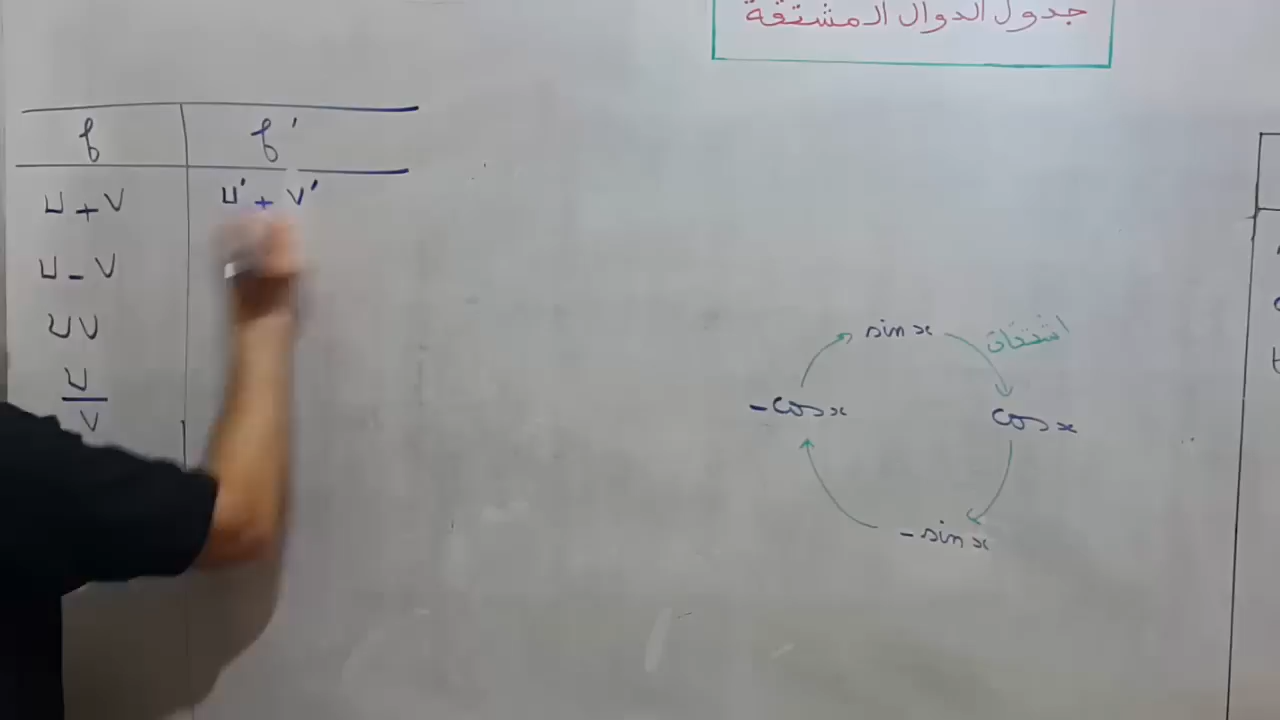 جدول الدوال المشتقة
f f'
u + v u' + v'
u - v
uv
u
v
sin x
اشتقاق
-cos x cos x
-sin x